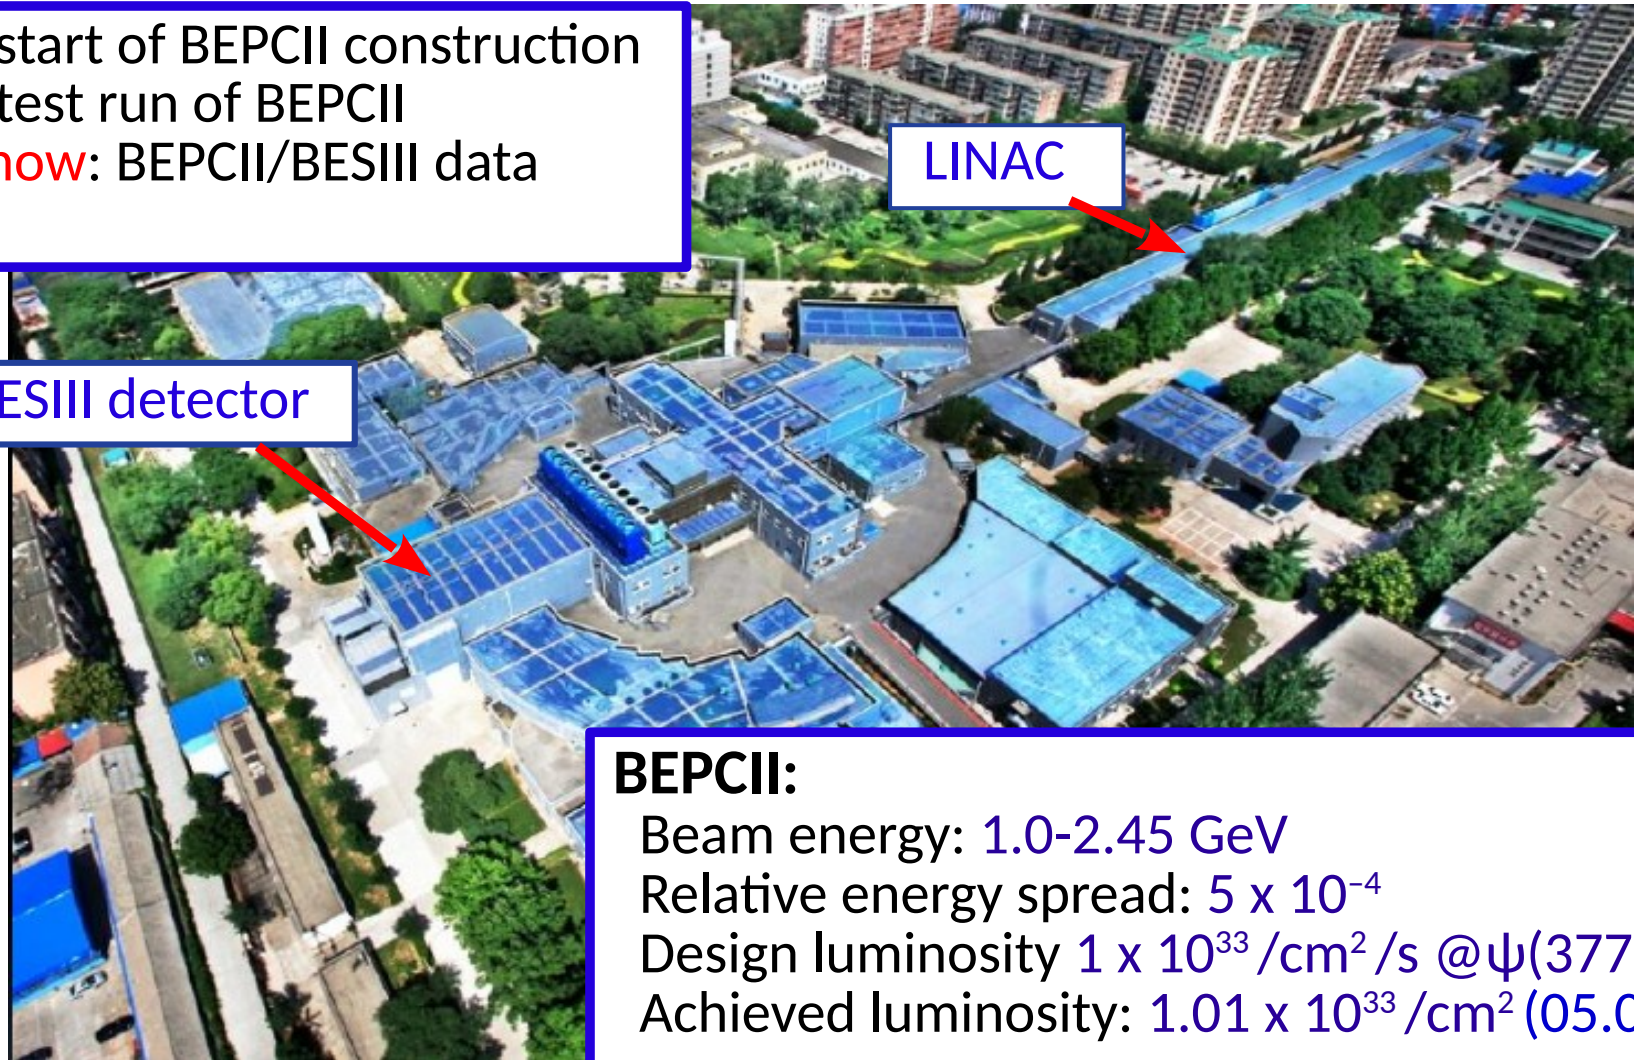 start of BEPCII construction
test run of BEPCII
now: BEPCII/BESIII data
LINAC
ESIII detector
BEPCII:
Beam energy: 1.0-2.45 GeV
Relative energy spread: 5 x 10⁻⁴
Design luminosity 1 x 10³³ /cm² /s @ψ(377
Achieved luminosity: 1.01 x 10³³ /cm² (05.0